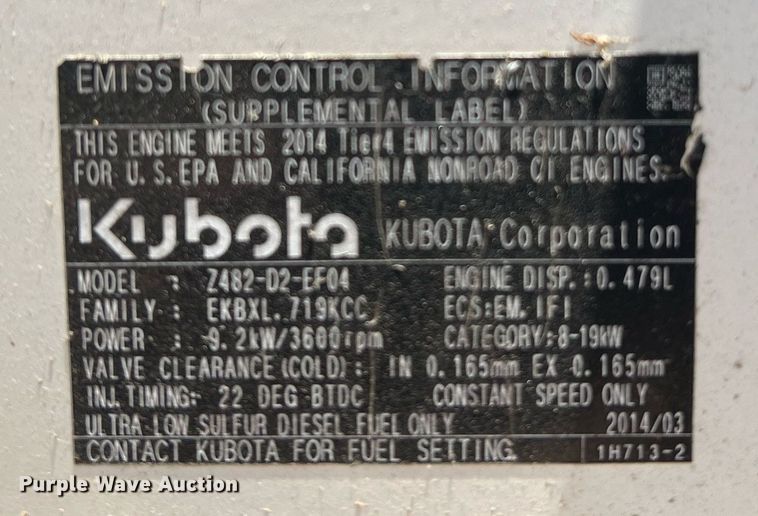 EMISSION CONTROL INFORMATION
(SUPPLEMENTAL LABEL)
THIS ENGINE MEETS 2014 Tier4 EMISSION REGULATIONS
FOR U.S.EPA AND CALIFORNIA NONROAD CI ENGINES.
Kubota KUBOTA Corporation
MODEL : Z482-D2-EF04 ENGINE DISP.:0.479L
FAMILY : EKBXL.719KCC ECS:EM.IFI
POWER : 9.2kW/3600rpm CATEGORY:8-19kW
VALVE CLEARANCE(COLD): IN 0.165mm EX 0.165mm
INJ.TIMING: 22 DEG BTDC CONSTANT SPEED ONLY
ULTRA LOW SULFUR DIESEL FUEL ONLY 2014/03
CONTACT KUBOTA FOR FUEL SETTING. 1H713-2
Purple Wave Auction